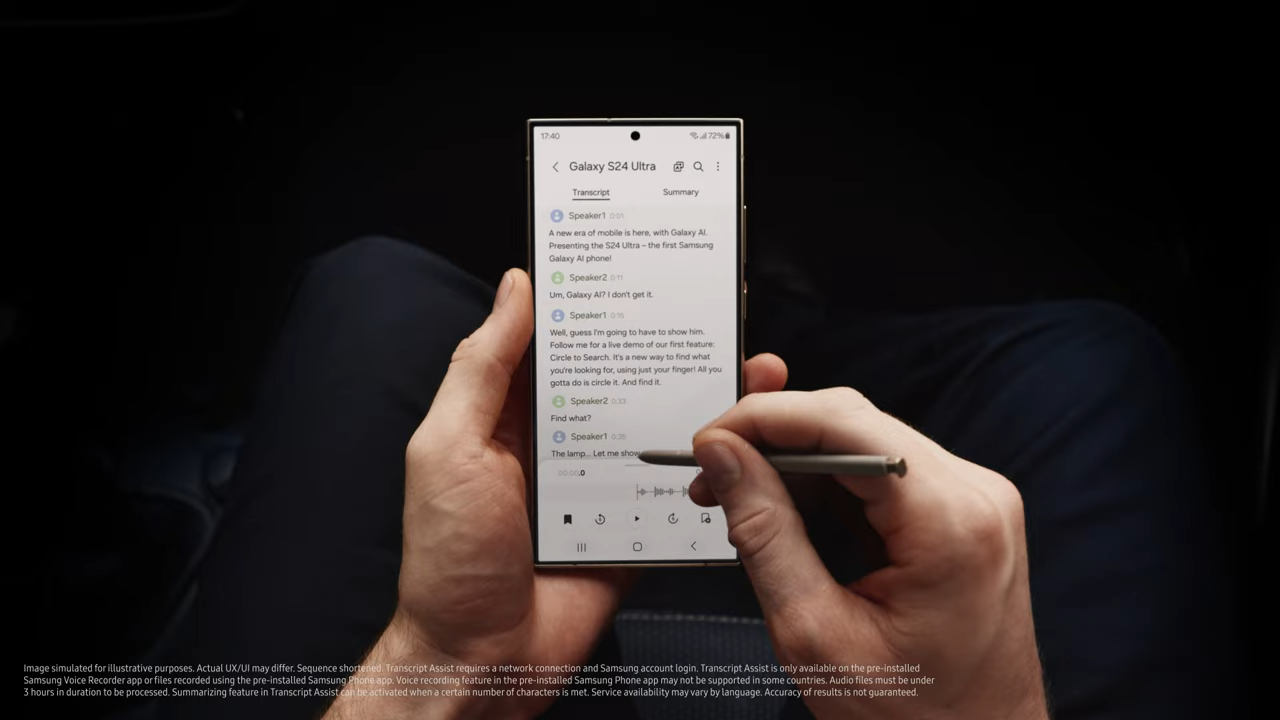 17:40
72%
Galaxy S24 Ultra
Transcript Summary
Speaker1 0:01
A new era of mobile is here, with Galaxy AI.
Presenting the S24 Ultra – the first Samsung
Galaxy AI phone!
Speaker2 0:11
Um, Galaxy AI? I don't get it.
Speaker1 0:15
Well, guess I'm going to have to show him.
Follow me for a live demo of our first feature:
Circle to Search. It's a new way to find what
you're looking for, using just your finger! All you
gotta do is circle it. And find it.
Speaker2 0:33
Find what?
Speaker1 0:35
The lamp... Let me show
00:00.0
Image simulated for illustrative purposes. Actual UX/UI may differ. Sequence shortened. Transcript Assist requires a network connection and Samsung account login. Transcript Assist is only available on the pre-installed
Samsung Voice Recorder app or files recorded using the pre-installed Samsung Phone app. Voice recording feature in the pre-installed Samsung Phone app may not be supported in some countries. Audio files must be under
3 hours in duration to be processed. Summarizing feature in Transcript Assist can be activated when a certain number of characters is met. Service availability may vary by language. Accuracy of results is not guaranteed.